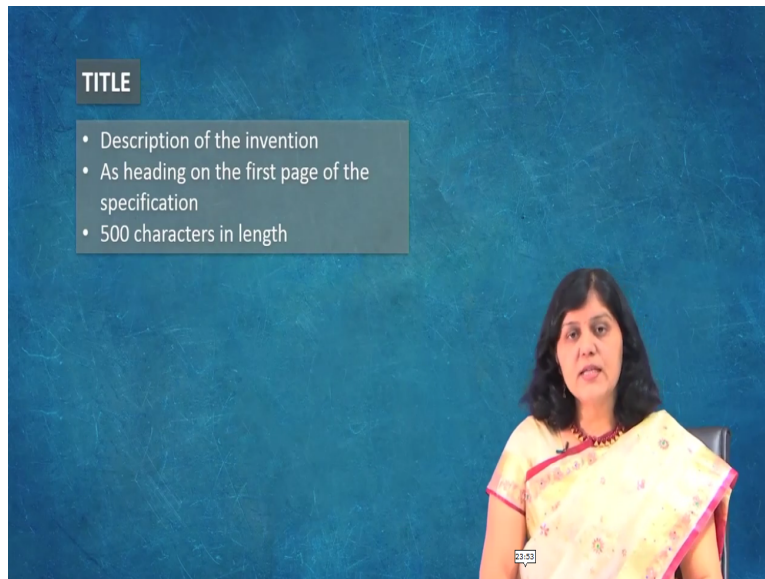 TITLE
• Description of the invention
• As heading on the first page of the
specification
• 500 characters in length
23:53